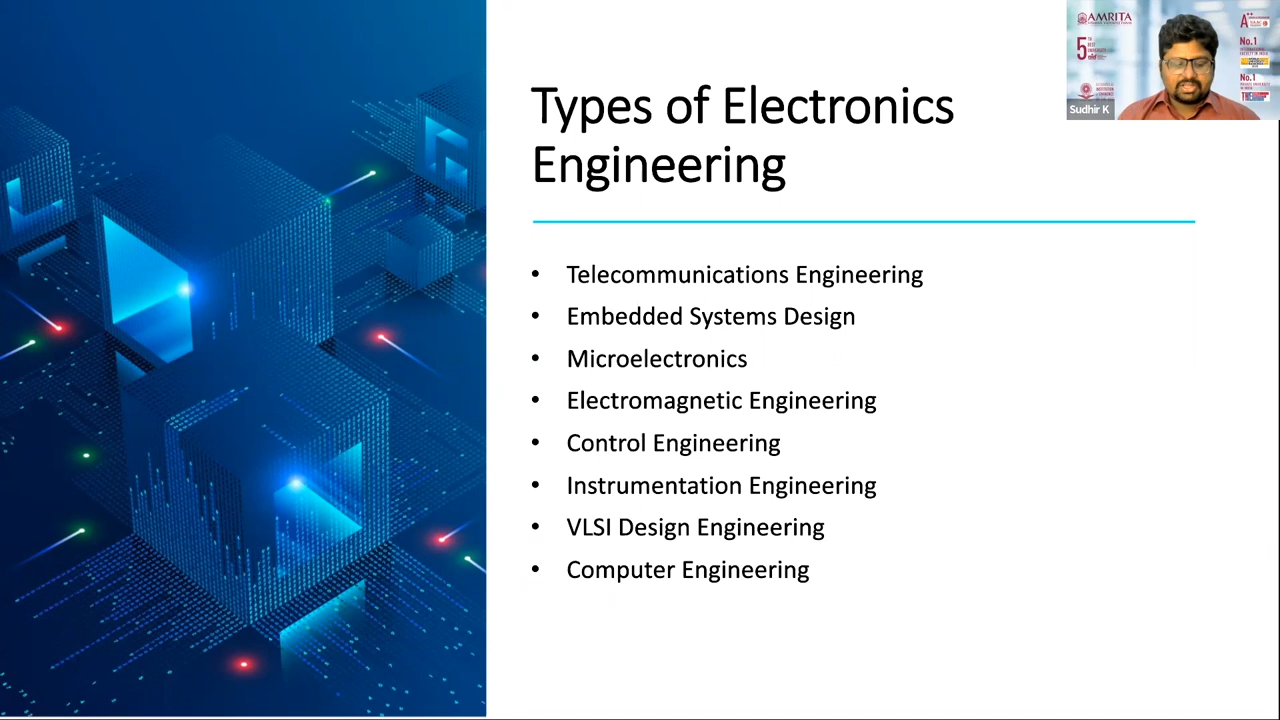 Types of Electronics
Engineering
• Telecommunications Engineering
• Embedded Systems Design
• Microelectronics
• Electromagnetic Engineering
• Control Engineering
• Instrumentation Engineering
• VLSI Design Engineering
• Computer Engineering
AMRITA
5
Sudhir K
A++
No.1
No.1